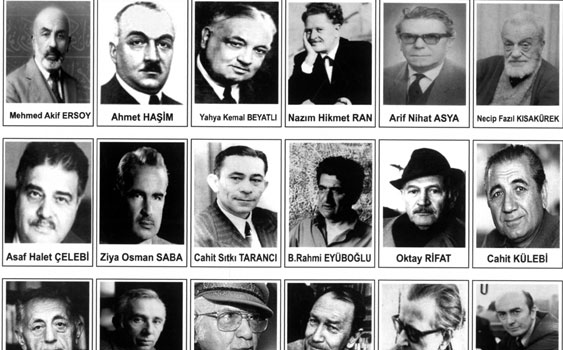 Mehmed Akif ERSOY
Ahmet HAŞİM
Yahya Kemal BEYATLI
Nazım Hikmet RAN
Arif Nihat ASYA
Necip Fazıl KISAKÜREK
Asaf Halet ÇELEBİ
Ziya Osman SABA
Cahit Sıtkı TARANCI
B.Rahmi EYÜBOĞLU
Oktay RİFAT
Cahit KÜLEBİ
U